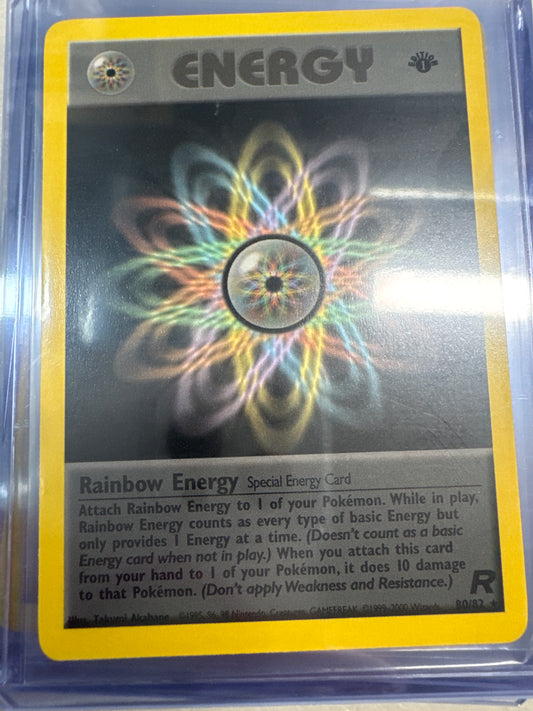 ENERGY
EDITION
1
Rainbow Energy Special Energy Card
Attach Rainbow Energy to 1 of your Pokémon. While in play,
Rainbow Energy counts as every type of basic Energy but
only provides 1 Energy at a time. (Doesn't count as a basic
Energy card when not in play.) When you attach this card
from your hand to 1 of your Pokémon, it does 10 damage
to that Pokémon. (Don't apply Weakness and Resistance.)
R
Illus. Takumi Akabane ©1995, 96, 98 Nintendo, Creatures, GAMEFREAK. ©1999-2000 Wizards. 80/82 ★